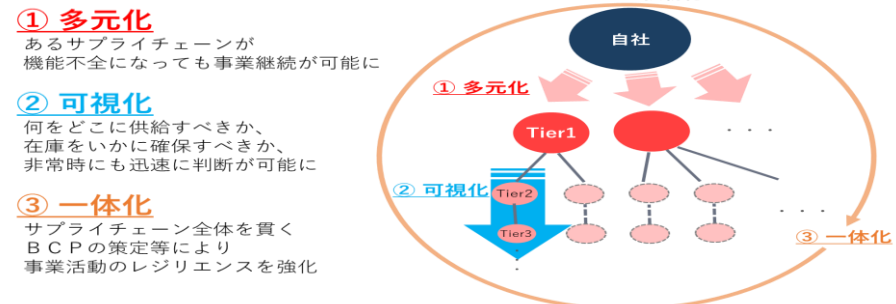 ① 多元化
あるサプライチェーンが
機能不全になっても事業継続が可能に
② 可視化
何をどこに供給すべきか、
在庫をいかに確保すべきか、
非常時にも迅速に判断が可能に
③ 一体化
サプライチェーン全体を貫く
ＢＣＰの策定等により
事業活動のレジリエンスを強化
自社
① 多元化
Tier1
・・・
② 可視化
Tier2
・・・
Tier3
③ 一体化